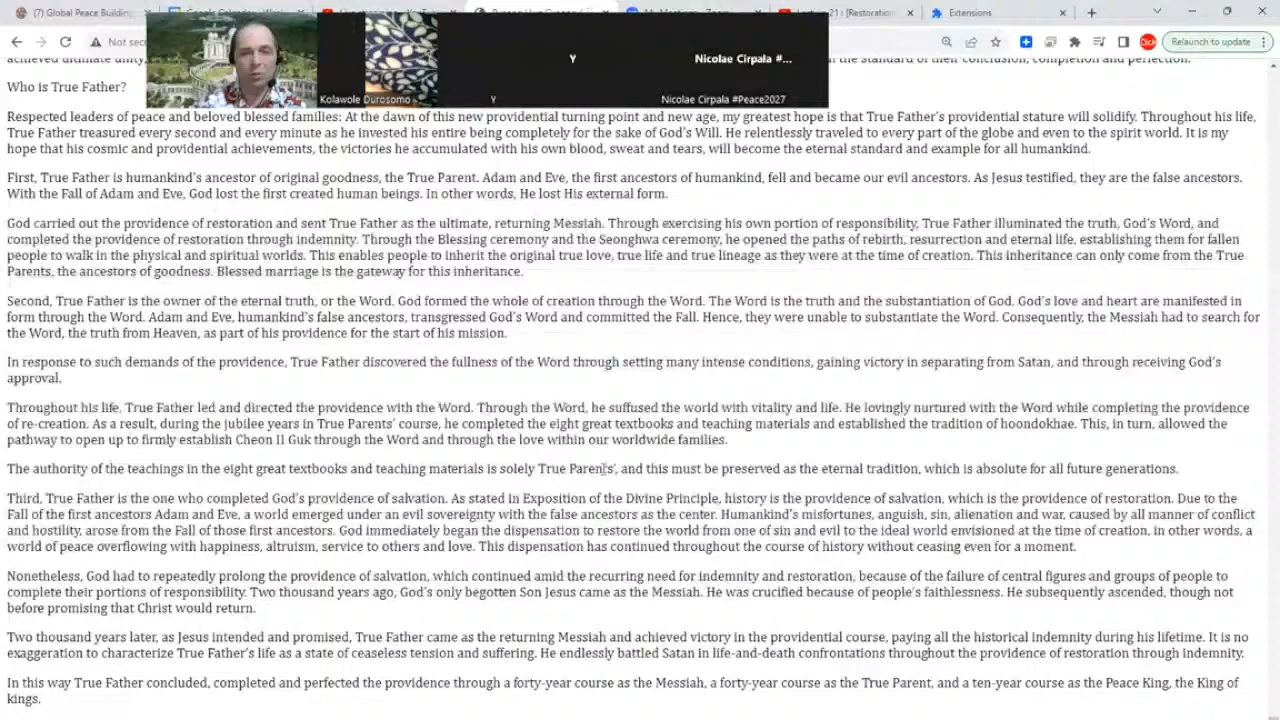 (7) Global Peace Building
Extensions
Not sec
Relaunch to update
Y
Nicolae Cirpala #...
Kolawole Durosomo
Y
Nicolae Cirpala #Peace2027
achieved ultimate unity,
the standard of their conclusion, completion and perfection.
Who is True Father?
Respected leaders of peace and beloved blessed families: At the dawn of this new providential turning point and new age, my greatest hope is that True Father's providential stature will solidify. Throughout his life,
True Father treasured every second and every minute as he invested his entire being completely for the sake of God's Will. He relentlessly traveled to every part of the globe and even to the spirit world. It is my
hope that his cosmic and providential achievements, the victories he accumulated with his own blood, sweat and tears, will become the eternal standard and example for all humankind.
First, True Father is humankind's ancestor of original goodness, the True Parent. Adam and Eve, the first ancestors of humankind, fell and became our evil ancestors. As Jesus testified, they are the false ancestors.
With the Fall of Adam and Eve, God lost the first created human beings. In other words, He lost His external form.
God carried out the providence of restoration and sent True Father as the ultimate, returning Messiah. Through exercising his own portion of responsibility, True Father illuminated the truth, God's Word, and
completed the providence of restoration through indemnity. Through the Blessing ceremony and the Seonghwa ceremony, he opened the paths of rebirth, resurrection and eternal life, establishing them for fallen
people to walk in the physical and spiritual worlds. This enables people to inherit the original true love, true life and true lineage as they were at the time of creation. This inheritance can only come from the True
Parents, the ancestors of goodness. Blessed marriage is the gateway for this inheritance.
Second, True Father is the owner of the eternal truth, or the Word. God formed the whole of creation through the Word. The Word is the truth and the substantiation of God. God's love and heart are manifested in
form through the Word. Adam and Eve, humankind's false ancestors, transgressed God's Word and committed the Fall. Hence, they were unable to substantiate the Word. Consequently, the Messiah had to search for
the Word, the truth from Heaven, as part of his providence for the start of his mission.
In response to such demands of the providence, True Father discovered the fullness of the Word through setting many intense conditions, gaining victory in separating from Satan, and through receiving God's
approval.
Throughout his life, True Father led and directed the providence with the Word. Through the Word, he suffused the world with vitality and life. He lovingly nurtured with the Word while completing the providence
of re-creation. As a result, during the jubilee years in True Parents' course, he completed the eight great textbooks and teaching materials and established the tradition of hoondokhae. This, in turn, allowed the
pathway to open up to firmly establish Cheon Il Guk through the Word and through the love within our worldwide families.
The authority of the teachings in the eight great textbooks and teaching materials is solely True Parents', and this must be preserved as the eternal tradition, which is absolute for all future generations.
Third, True Father is the one who completed God's providence of salvation. As stated in Exposition of the Divine Principle, history is the providence of salvation, which is the providence of restoration. Due to the
Fall of the first ancestors Adam and Eve, a world emerged under an evil sovereignty with the false ancestors as the center. Humankind's misfortunes, anguish, sin, alienation and war, caused by all manner of conflict
and hostility, arose from the Fall of those first ancestors. God immediately began the dispensation to restore the world from one of sin and evil to the ideal world envisioned at the time of creation, in other words, a
world of peace overflowing with happiness, altruism, service to others and love. This dispensation has continued throughout the course of history without ceasing even for a moment.
Nonetheless, God had to repeatedly prolong the providence of salvation, which continued amid the recurring need for indemnity and restoration, because of the failure of central figures and groups of people to
complete their portions of responsibility. Two thousand years ago, God's only begotten Son Jesus came as the Messiah. He was crucified because of people's faithlessness. He subsequently ascended, though not
before promising that Christ would return.
Two thousand years later, as Jesus intended and promised, True Father came as the returning Messiah and achieved victory in the providential course, paying all the historical indemnity during his lifetime. It is no
exaggeration to characterize True Father's life as a state of ceaseless tension and suffering. He endlessly battled Satan in life-and-death confrontations throughout the providence of restoration through indemnity.
In this way True Father concluded, completed and perfected the providence through a forty-year course as the Messiah, a forty-year course as the True Parent, and a ten-year course as the Peace King, the King of
kings.